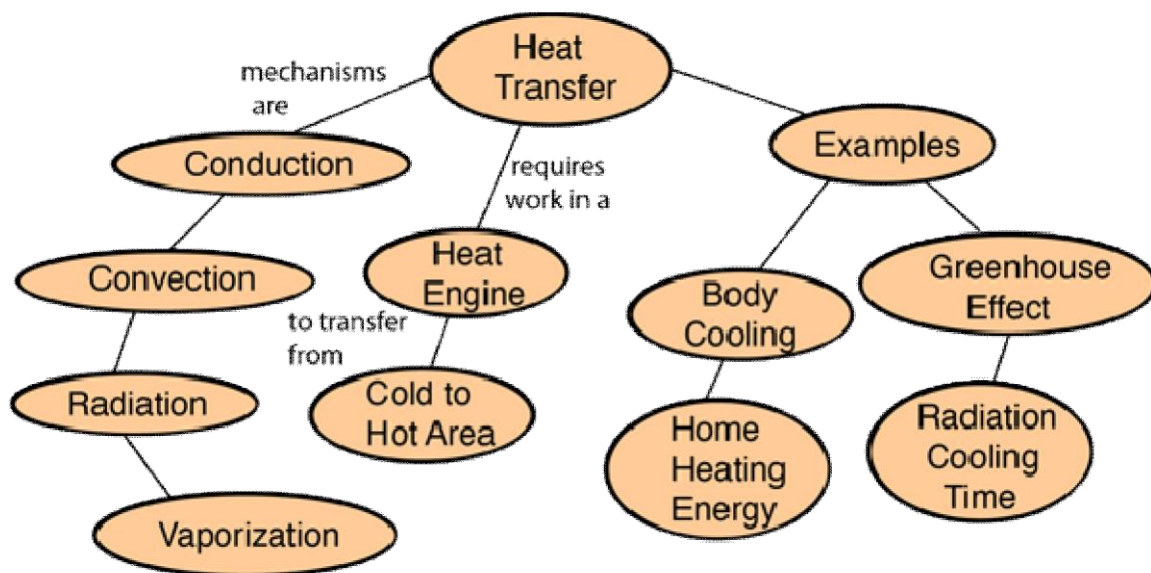 Heat
Transfer
mechanisms
are
Conduction
Convection
Radiation
Vaporization
requires
work in a
Heat
Engine
to transfer
from
Cold to
Hot Area
Examples
Body
Cooling
Home
Heating
Energy
Greenhouse
Effect
Radiation
Cooling
Time